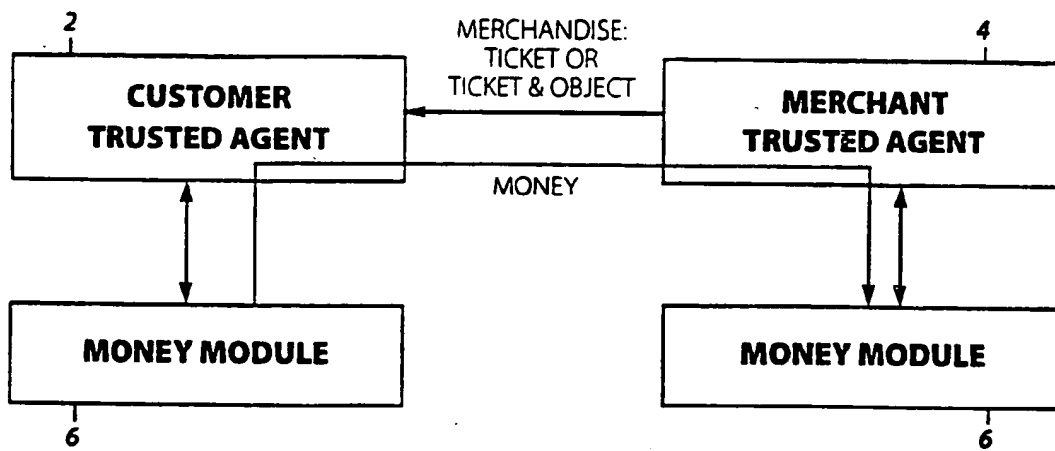 2
MERCHANDISE:
TICKET OR
TICKET & OBJECT
4
CUSTOMER
TRUSTED AGENT
MERCHANT
TRUSTED AGENT
MONEY
MONEY MODULE
MONEY MODULE
6
6